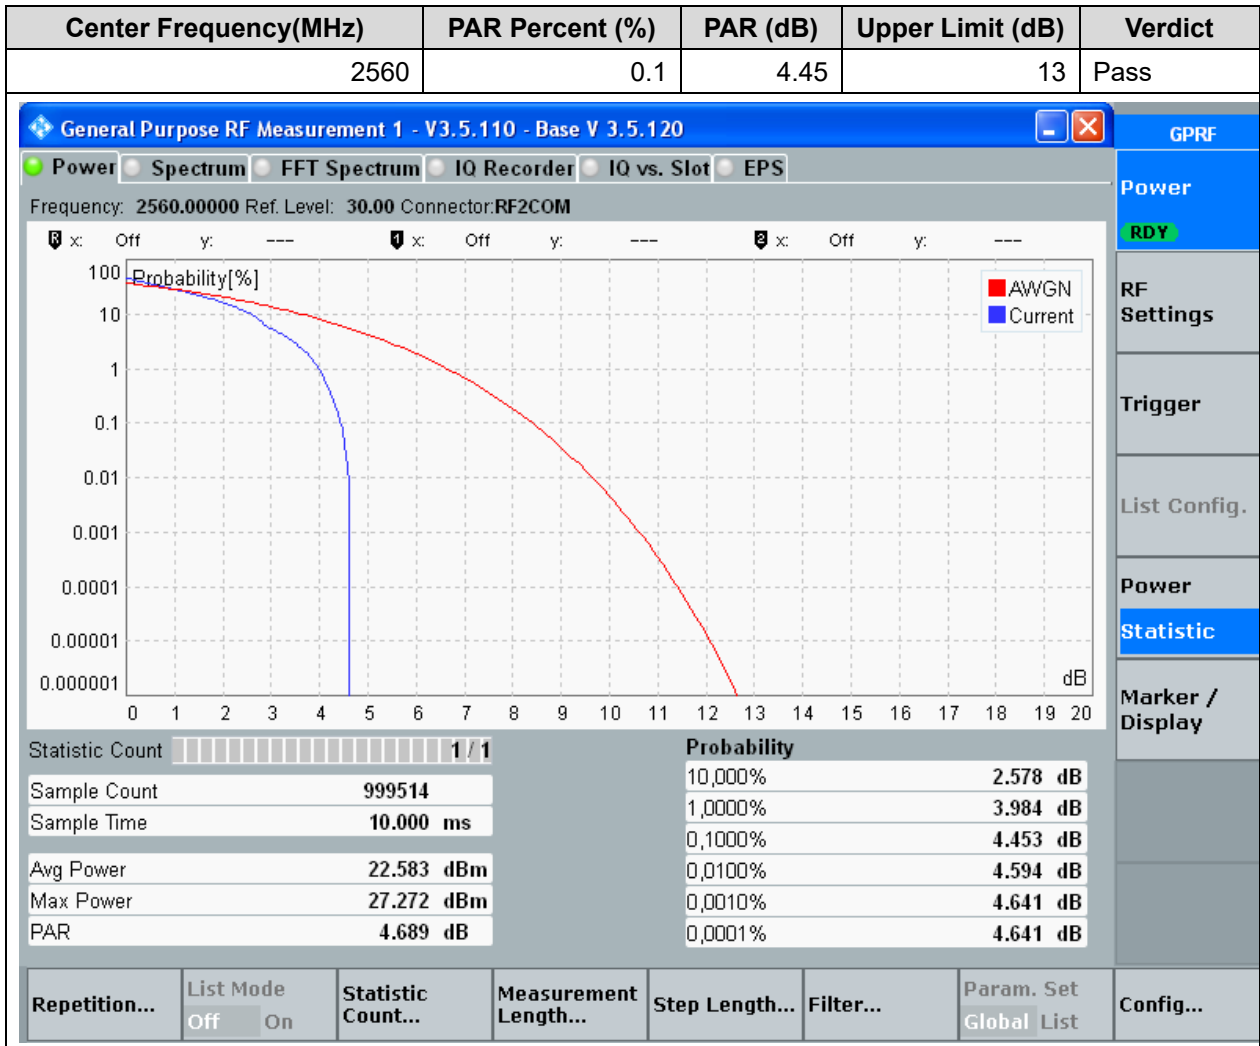 Center Frequency(MHz) PAR Percent (%) PAR (dB) Upper Limit (dB) Verdict
2560 0.1 4.45 13 Pass
General Purpose RF Measurement 1 - V3.5.110 - Base V 3.5.120
GPRF
Power Spectrum FFT Spectrum IQ Recorder IQ vs. Slot EPS
Power
RDY
Frequency: 2560.00000 Ref. Level: 30.00 Connector:RF2COM
R x: Off y: --- 1 x: Off y: --- 2 x: Off y: ---
Probability[%]
AWGN
Current
100
10
1
0.1
0.01
0.001
0.0001
0.00001
0.000001
dB
0 1 2 3 4 5 6 7 8 9 10 11 12 13 14 15 16 17 18 19 20
RF
Settings
Trigger
List Config.
Power
Statistic
Marker /
Display
Statistic Count 1 / 1
Sample Count 999514
Sample Time 10.000 ms
Avg Power 22.583 dBm
Max Power 27.272 dBm
PAR 4.689 dB
Probability
10,000% 2.578 dB
1,0000% 3.984 dB
0,1000% 4.453 dB
0,0100% 4.594 dB
0,0010% 4.641 dB
0,0001% 4.641 dB
Repetition...
List Mode
Off On
Statistic
Count...
Measurement
Length...
Step Length...
Filter...
Param. Set
Global List
Config...